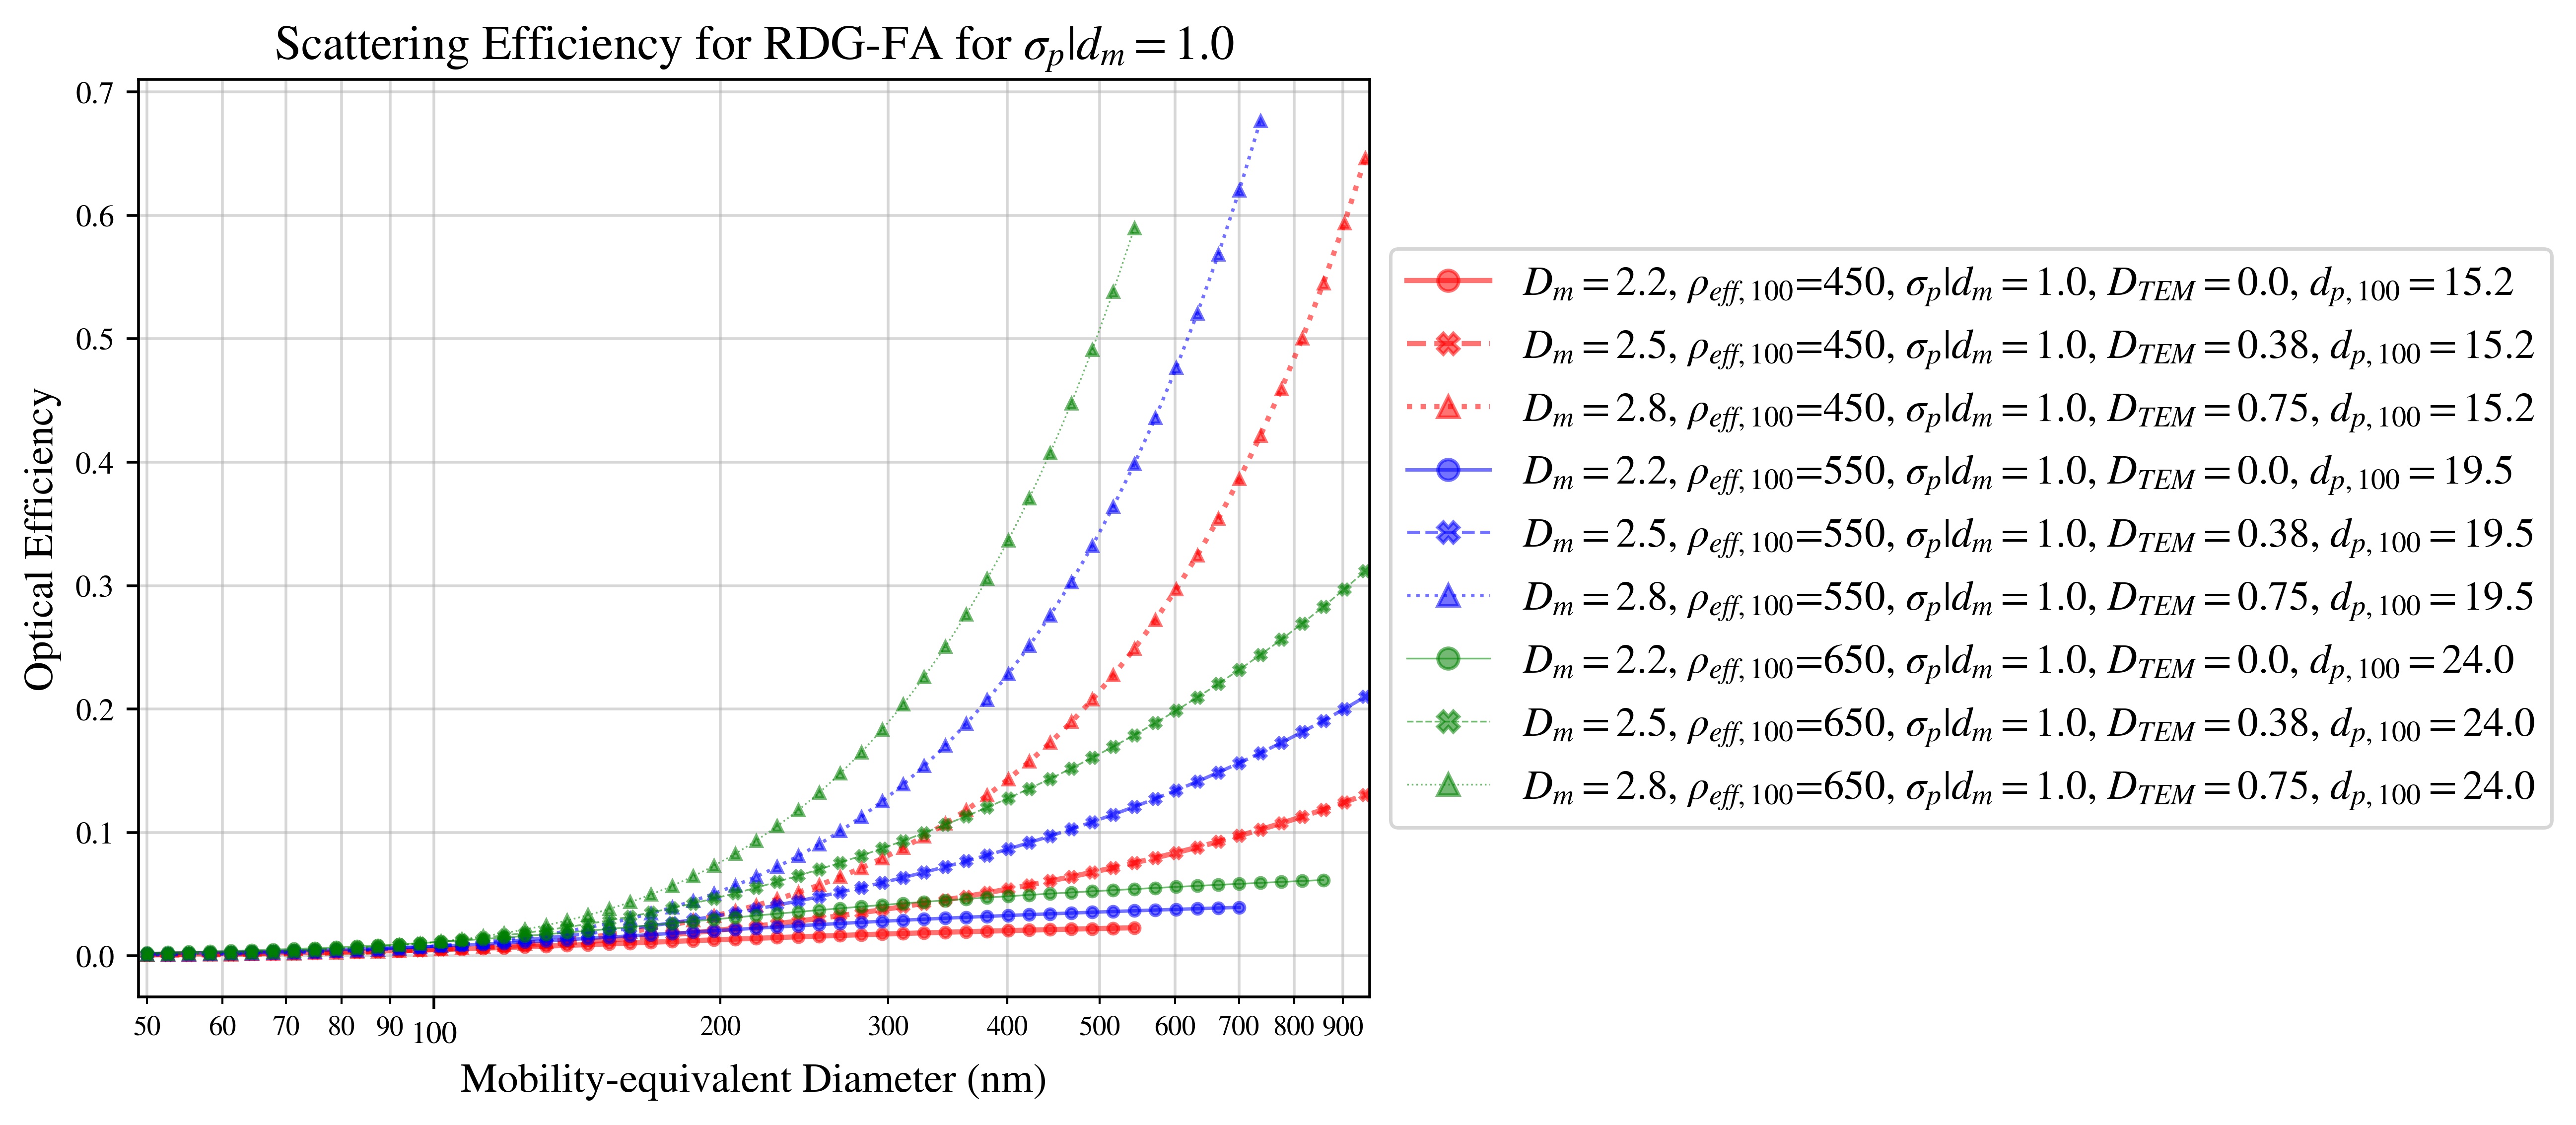 Scattering Efficiency for RDG-FA for σp|dm = 1.0
0.7
0.6
0.5
0.4
0.3
0.2
0.1
0.0
Optical Efficiency
50 60 70 80 90 100 200 300 400 500 600 700 800 900
Mobility-equivalent Diameter (nm)
Dm = 2.2, ρeff, 100=450, σp|dm = 1.0, DTEM = 0.0, dp, 100 = 15.2
Dm = 2.5, ρeff, 100=450, σp|dm = 1.0, DTEM = 0.38, dp, 100 = 15.2
Dm = 2.8, ρeff, 100=450, σp|dm = 1.0, DTEM = 0.75, dp, 100 = 15.2
Dm = 2.2, ρeff, 100=550, σp|dm = 1.0, DTEM = 0.0, dp, 100 = 19.5
Dm = 2.5, ρeff, 100=550, σp|dm = 1.0, DTEM = 0.38, dp, 100 = 19.5
Dm = 2.8, ρeff, 100=550, σp|dm = 1.0, DTEM = 0.75, dp, 100 = 19.5
Dm = 2.2, ρeff, 100=650, σp|dm = 1.0, DTEM = 0.0, dp, 100 = 24.0
Dm = 2.5, ρeff, 100=650, σp|dm = 1.0, DTEM = 0.38, dp, 100 = 24.0
Dm = 2.8, ρeff, 100=650, σp|dm = 1.0, DTEM = 0.75, dp, 100 = 24.0